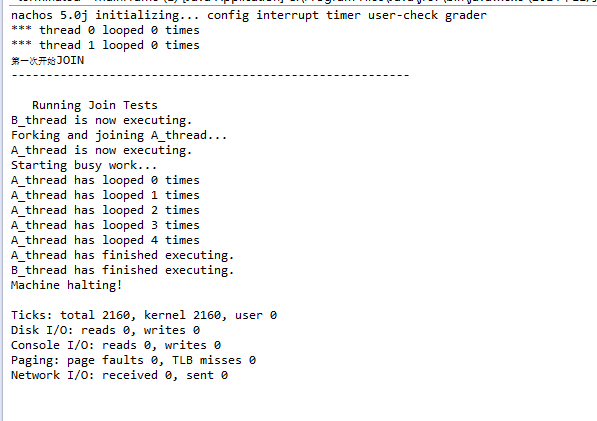 nachos 5.0j initializing... config interrupt timer user-check grader
*** thread 0 looped 0 times
*** thread 1 looped 0 times
第一次开始JOIN
-----------------------------------------------------
Running Join Tests
B_thread is now executing.
Forking and joining A_thread...
A_thread is now executing.
Starting busy work...
A_thread has looped 0 times
A_thread has looped 1 times
A_thread has looped 2 times
A_thread has looped 3 times
A_thread has looped 4 times
A_thread has finished executing.
B_thread has finished executing.
Machine halting!
Ticks: total 2160, kernel 2160, user 0
Disk I/O: reads 0, writes 0
Console I/O: reads 0, writes 0
Paging: page faults 0, TLB misses 0
Network I/O: received 0, sent 0